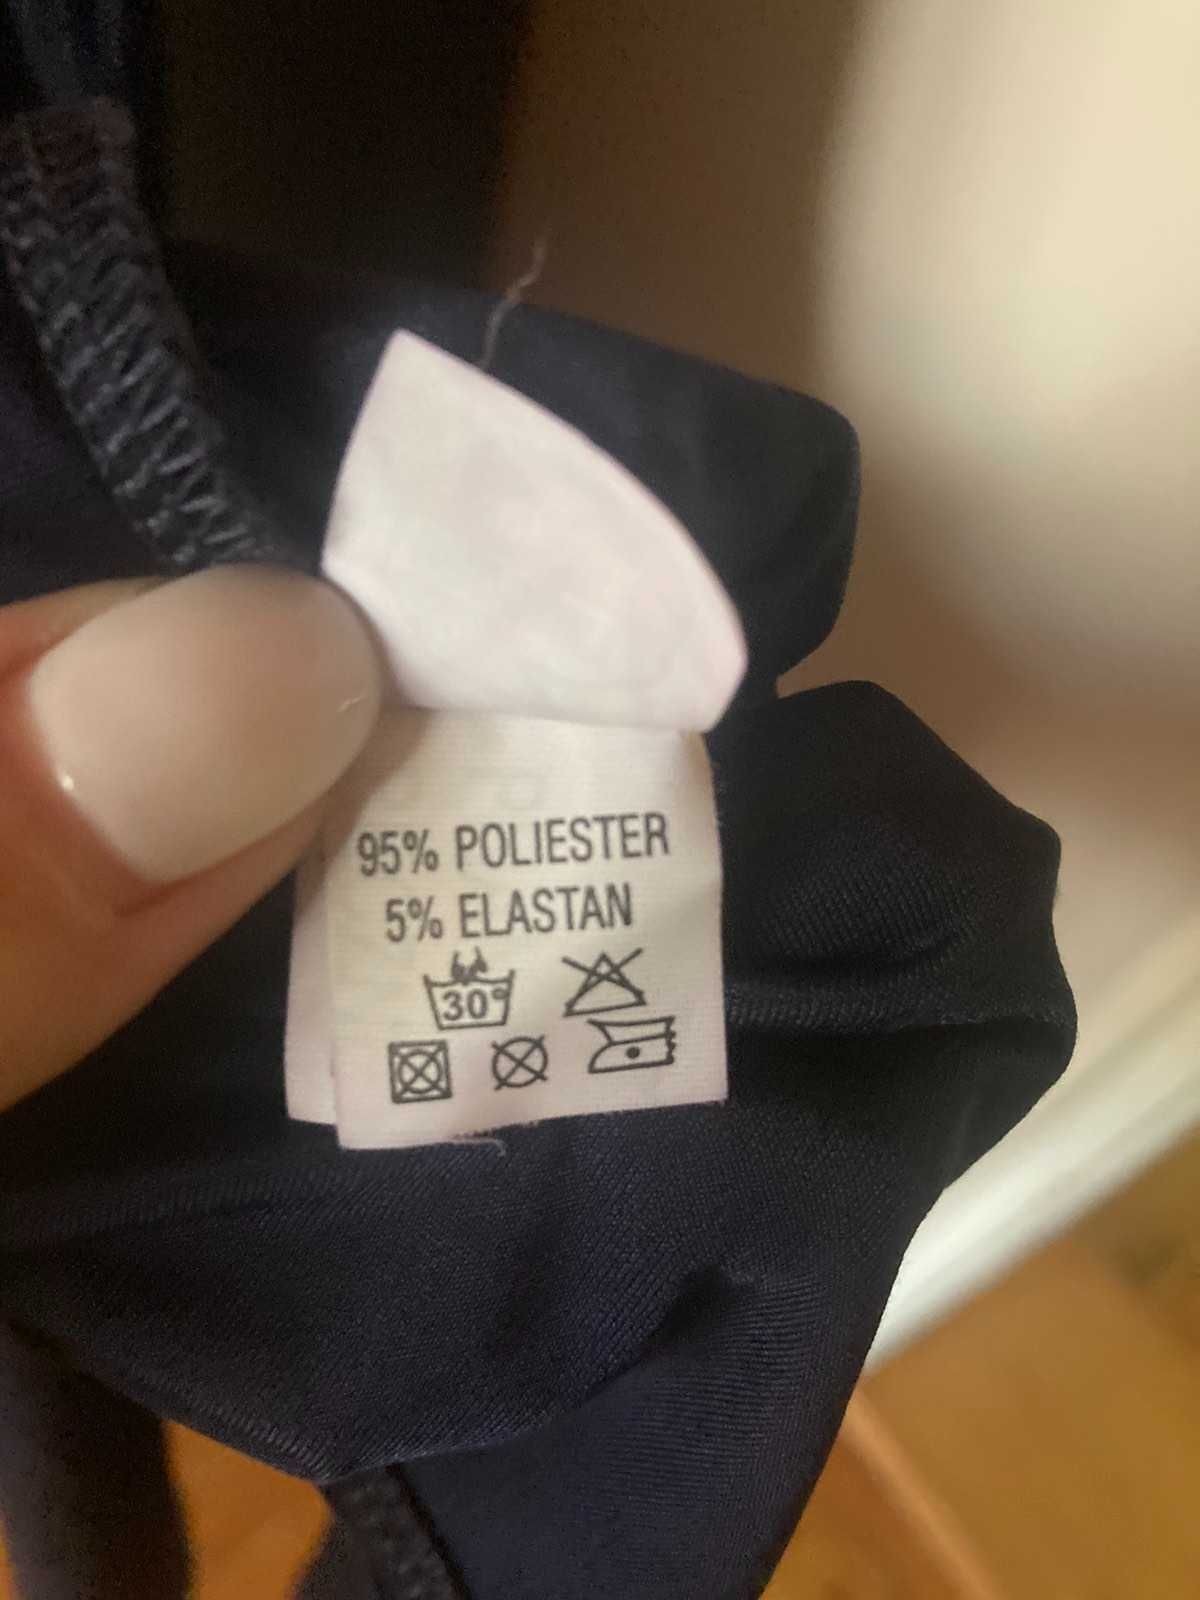 95% POLIESTER
5% ELASTAN
30°